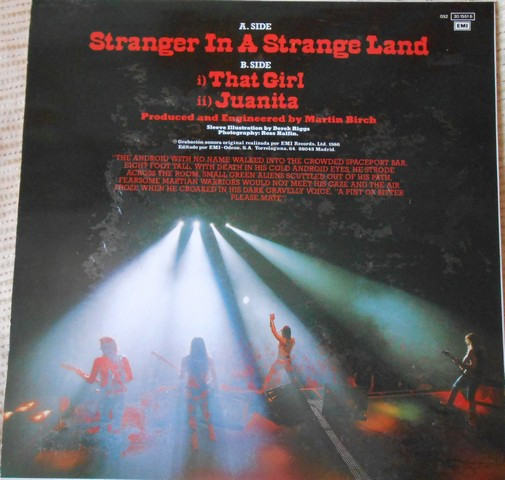 052 20 1551 6
EMI
A. SIDE
Stranger In A Strange Land
B. SIDE
i) That Girl
ii) Juanita
Produced and Engineered by Martin Birch
Sleeve Illustration by Derek Riggs
Photography: Ross Halfin.
Grabación sonora original realizada por EMI Records. Ltd. 1986
Editado por EMI-Odeon, S.A. Torrelaguna, 64 28043 Madrid.
"THE ANDROID WITH NO NAME WALKED INTO THE CROWDED SPACEPORT BAR.
EIGHT FOOT TALL, WITH DEATH IN HIS COLD ANDROID EYES, HE STRODE
ACROSS THE ROOM. SMALL GREEN ALIENS SCUTTLED OUT OF HIS PATH,
FEARSOME MARTIAN WARRIORS WOULD NOT MEET HIS GAZE AND THE AIR
FROZE WHEN HE CROAKED IN HIS DARK GRAVELLY VOICE, "A PINT OF BITTER
PLEASE, MATE"